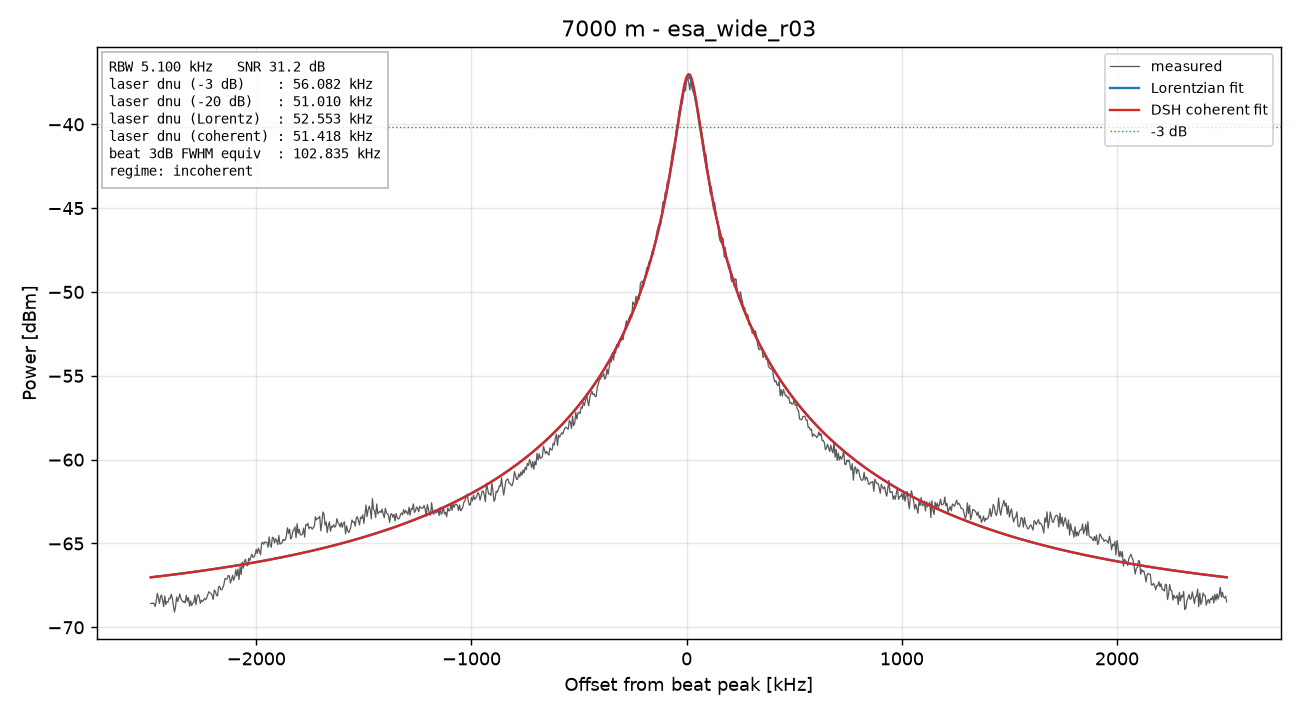 7000 m - esa_wide_r03
RBW 5.100 kHz   SNR 31.2 dB
laser dnu (-3 dB)    : 56.082 kHz
laser dnu (-20 dB)   : 51.010 kHz
laser dnu (Lorentz)  : 52.553 kHz
laser dnu (coherent) : 51.418 kHz
beat 3dB FWHM equiv  : 102.835 kHz
regime: incoherent
measured
Lorentzian fit
DSH coherent fit
-3 dB
Power [dBm]
−40
−45
−50
−55
−60
−65
−70
−2000
−1000
0
1000
2000
Offset from beat peak [kHz]